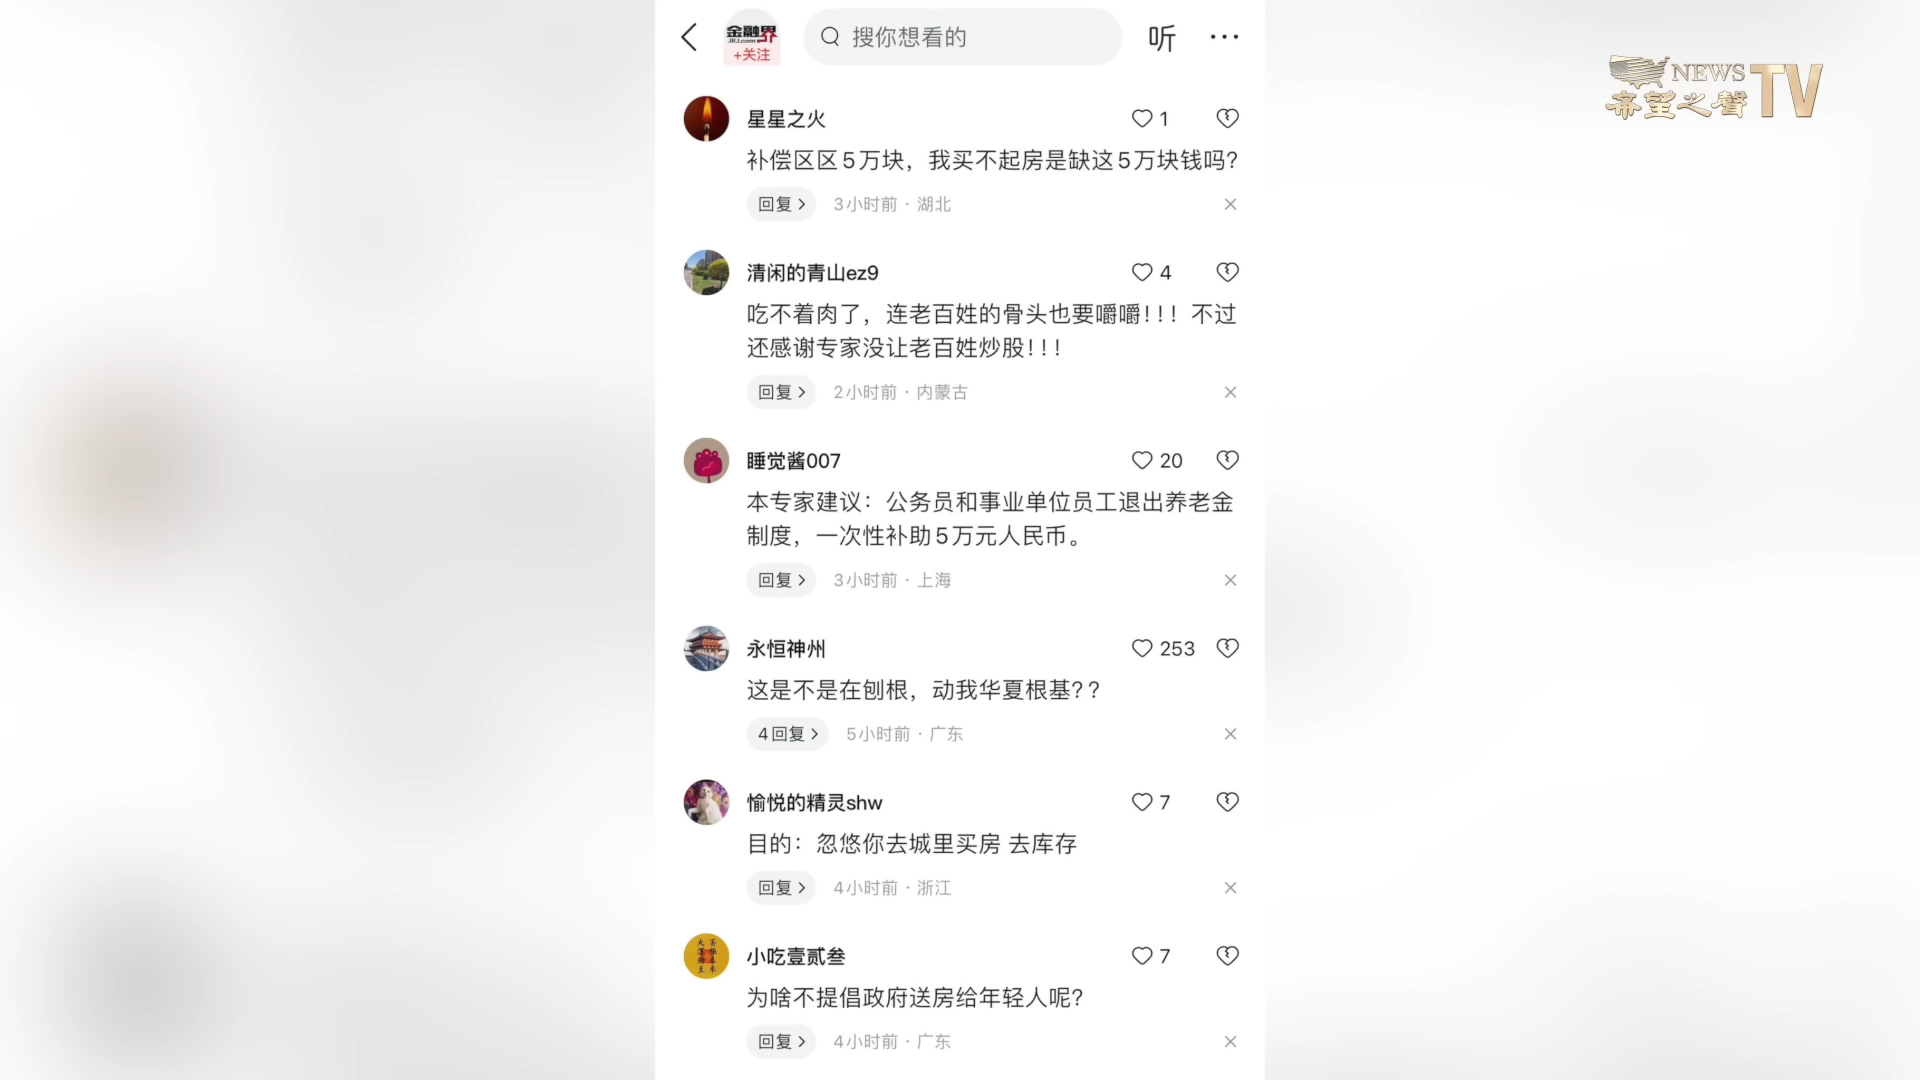 金融界
JRJ.com
+关注
搜你想看的
听
NEWS
希望之聲TV
星星之火
1
补偿区区5万块，我买不起房是缺这5万块钱吗?
回复
3小时前 · 湖北
清闲的青山ez9
4
吃不着肉了，连老百姓的骨头也要嚼嚼!!! 不过
还感谢专家没让老百姓炒股!!!
回复
2小时前 · 内蒙古
睡觉酱007
20
本专家建议：公务员和事业单位员工退出养老金
制度，一次性补助5万元人民币。
回复
3小时前 · 上海
永恒神州
253
这是不是在刨根，动我华夏根基??
4回复
5小时前 · 广东
愉悦的精灵shw
7
目的：忽悠你去城里买房 去库存
回复
4小时前 · 浙江
小吃壹贰叁
7
为啥不提倡政府送房给年轻人呢?
回复
4小时前 · 广东